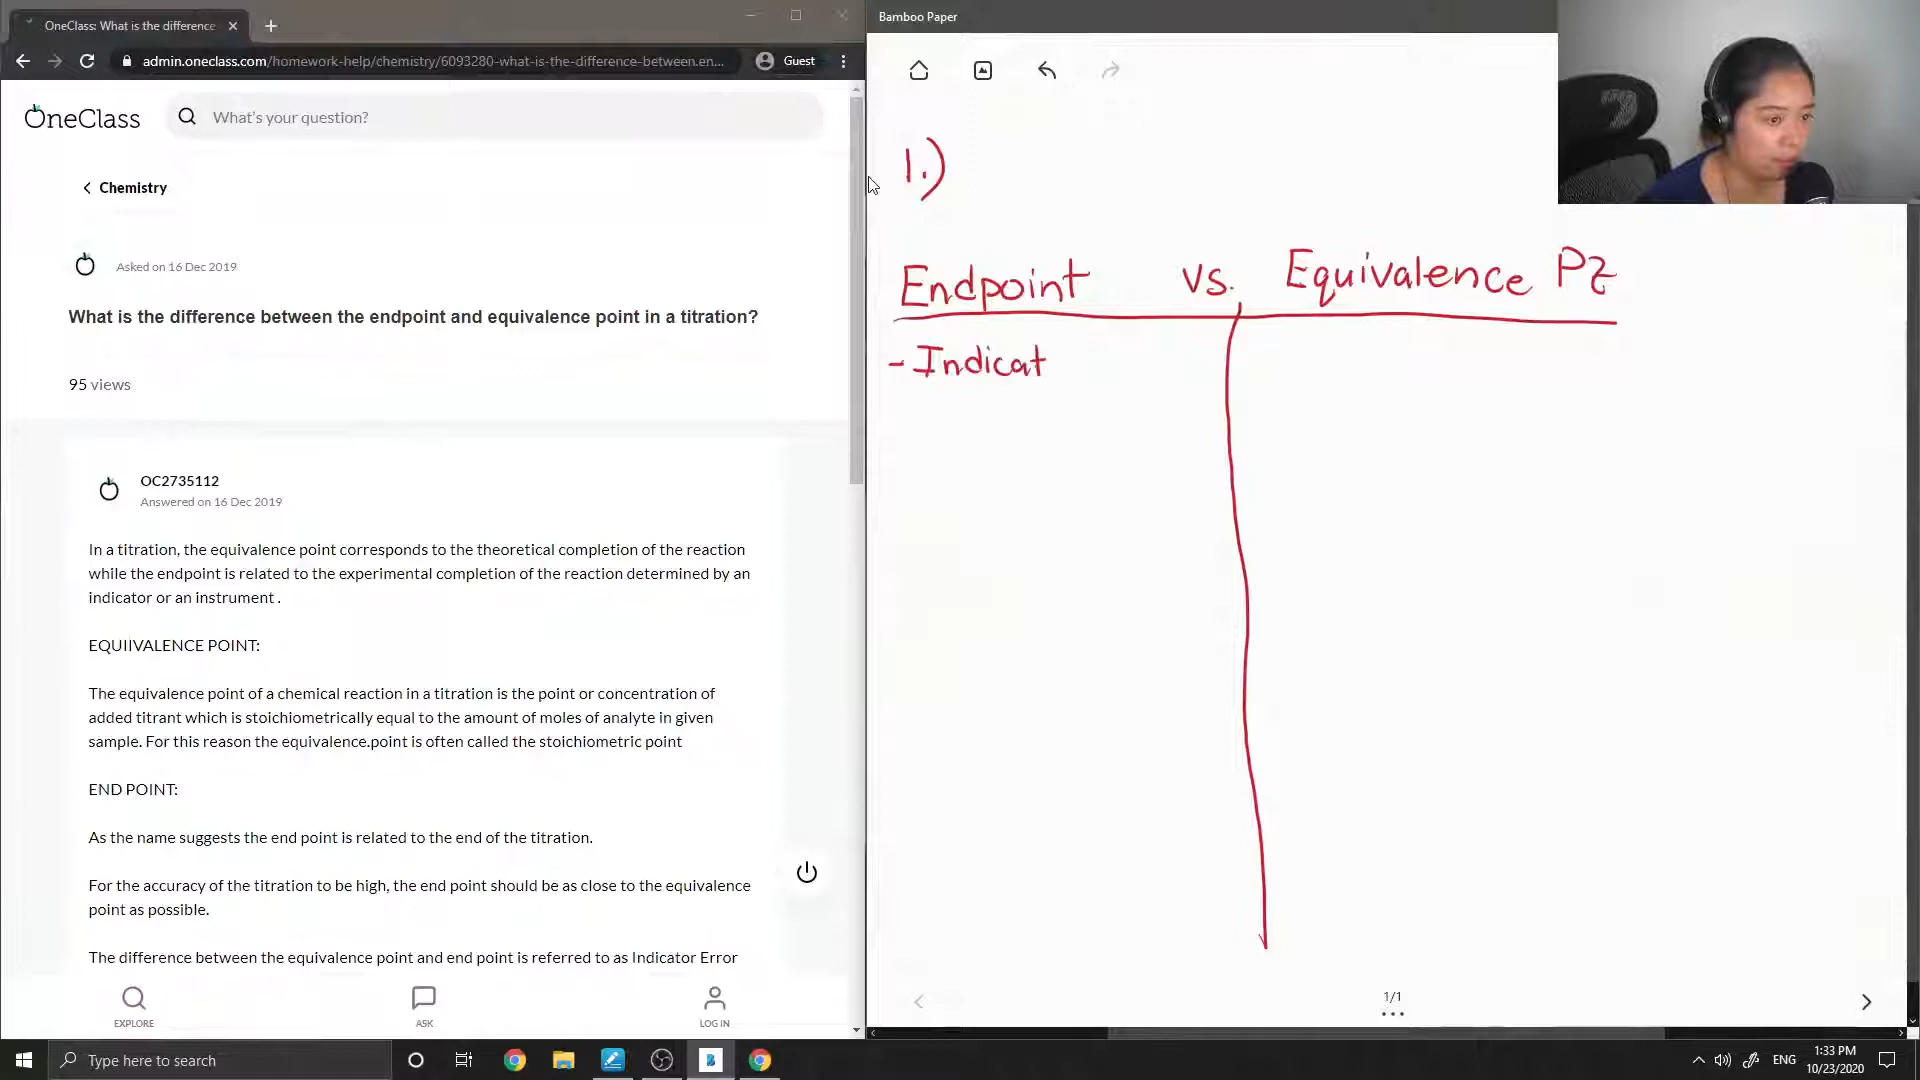 OneClass: What is the difference
admin.oneclass.com/homework-help/chemistry/6093280-what-is-the-difference-between.en...
Guest
OneClass
What's your question?
Chemistry
Asked on 16 Dec 2019
What is the difference between the endpoint and equivalence point in a titration?
95 views
OC2735112
Answered on 16 Dec 2019
In a titration, the equivalence point corresponds to the theoretical completion of the reaction
while the endpoint is related to the experimental completion of the reaction determined by an
indicator or an instrument .
EQUIIVALENCE POINT:
The equivalence point of a chemical reaction in a titration is the point or concentration of
added titrant which is stoichiometrically equal to the amount of moles of analyte in given
sample. For this reason the equivalence.point is often called the stoichiometric point
END POINT:
As the name suggests the end point is related to the end of the titration.
For the accuracy of the titration to be high, the end point should be as close to the equivalence
point as possible.
The difference between the equivalence point and end point is referred to as Indicator Error
EXPLORE
ASK
LOG IN
Bamboo Paper
1.)
Endpoint vs. Equivalence Pt
- Indicat
1/1
Type here to search
ENG
1:33 PM
10/23/2020